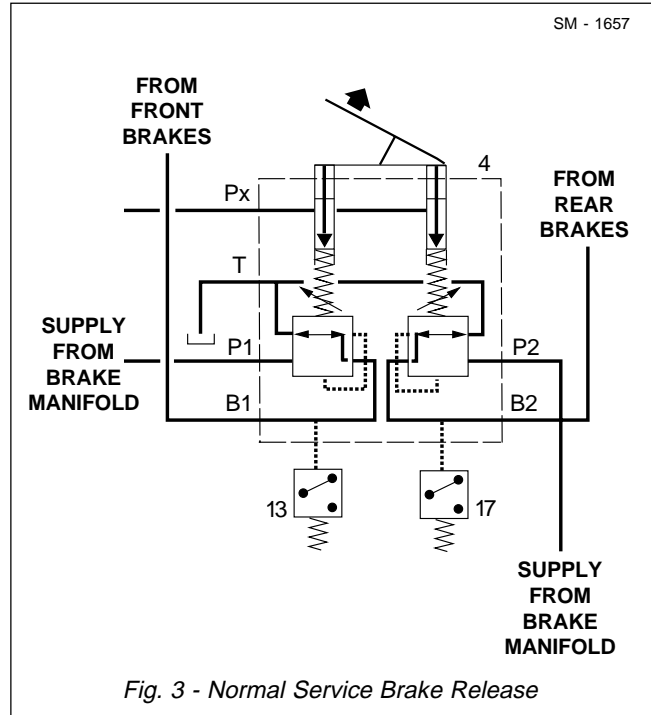 SM - 1657
FROM
FRONT
BRAKES
4
FROM
REAR
BRAKES
Px
T
SUPPLY
FROM
BRAKE
MANIFOLD
P1
P2
B1
B2
13
17
SUPPLY
FROM
BRAKE
MANIFOLD
Fig. 3 - Normal Service Brake Release